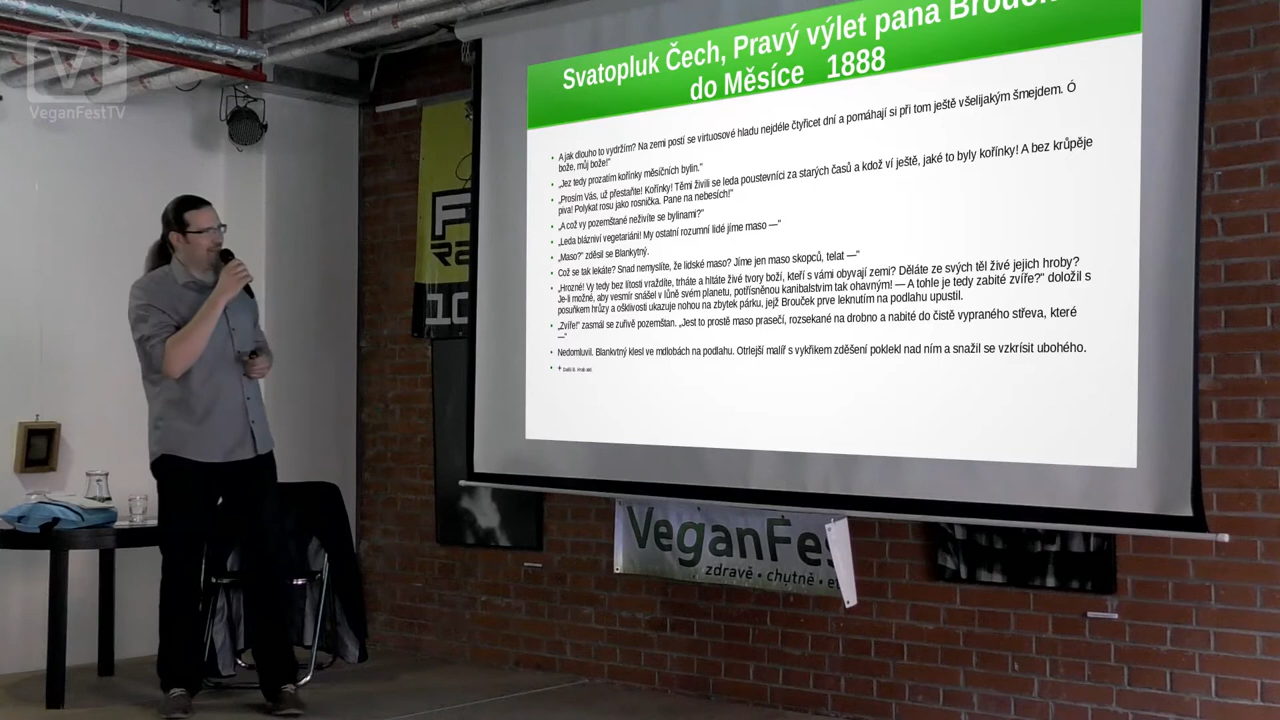 VeganFestTV
Svatopluk Čech, Pravý výlet pana Broučk
do Měsíce 1888
A jak dlouho to vydržím? Na zemi postí se virtuosové hladu nejdéle čtyřicet dní a pomáhají si při tom ještě všelijakým šmejdem. Ó
bože, můj bože!"
„Jez tedy prozatím kořínky měsíčních bylin."
„Prosím Vás, už přestaňte! Kořínky! Těmi živili se leda poustevníci za starých časů a kdož ví ještě, jaké to byly kořínky! A bez krůpěje
piva! Polykat rosu jako rosnička. Pane na nebesích!"
„A což vy pozemšťané neživíte se bylinami?"
„Leda blázniví vegetariáni! My ostatní rozumní lidé jíme maso —"
„Maso?" zděsil se Blankytný.
Což se tak lekáte? Snad nemyslíte, že lidské maso? Jíme jen maso skopců, telat —"
„Hrozné! Vy tedy bez lítosti vraždíte, trháte a hltáte živé tvory boží, kteří s vámi obývají zemi? Děláte ze svých těl živé jejich hroby?
Je-li možné, aby vesmír snášel v lůně svém planetu, potřísněnou kanibalstvím tak ohavným! — A tohle je tedy zabité zvíře?" doložil s
posuňkem hrůzy a ošklivosti ukazuje nohou na zbytek párku, jejž Brouček prve leknutím na podlahu upustil.
„Zvíře!" zasmál se zuřivě pozemšťan. „Jest to prostě maso prasečí, rozsekané na drobno a nabité do čistě vypraného střeva, které
—"
Nedomluvil. Blankytný klesl ve mdlobách na podlahu. Otrlejší malíř s vykřikem zděšení poklekl nad ním a snažil se vzkrísit ubohého.
+
VeganFes
zdravě • chutně • e
10